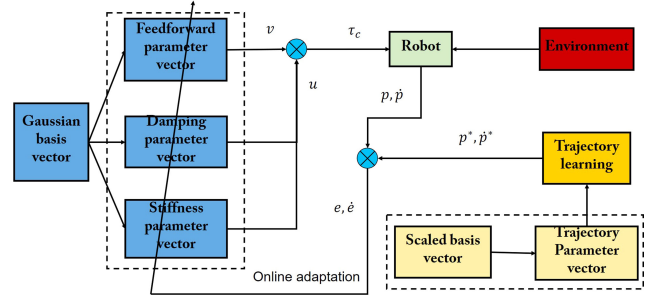 Feedforward
parameter
vector
v
τ_c
Robot
Environment
u
Gaussian
basis
vector
Damping
parameter
vector
p, ṗ
p*, ṗ*
Trajectory
learning
Stiffness
parameter
vector
e, ė
Scaled basis
vector
Trajectory
Parameter
vector
Online adaptation